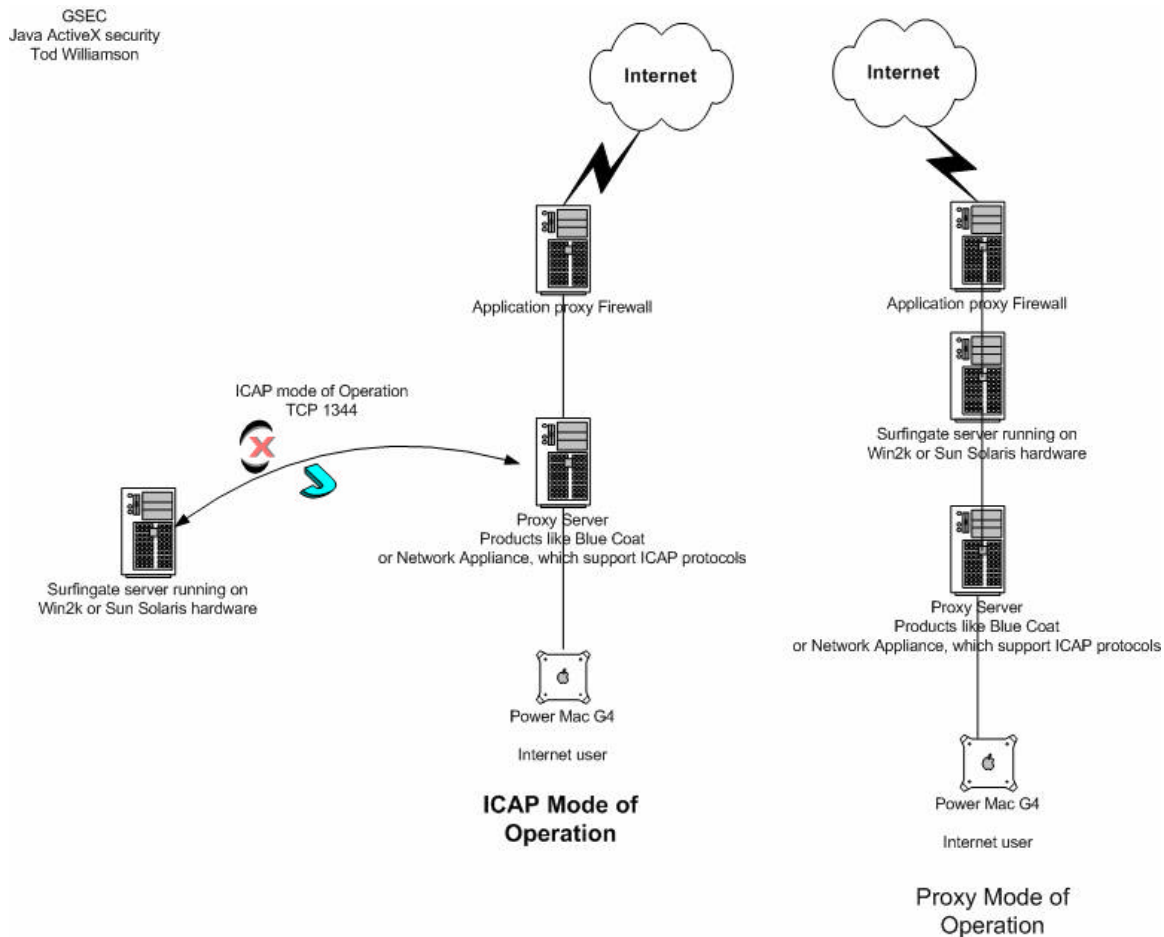 GSEC
Java ActiveX security
Tod Williamson
Internet
Application proxy Firewall
ICAP mode of Operation
TCP 1344
X
J
Surfingate server running on
Win2k or Sun Solaris hardware
Proxy Server
Products like Blue Coat
or Network Appliance, which support ICAP protocols
Power Mac G4
Internet user
ICAP Mode of
Operation
Internet
Application proxy Firewall
Surfingate server running on
Win2k or Sun Solaris hardware
Proxy Server
Products like Blue Coat
or Network Appliance, which support ICAP protocols
Power Mac G4
Internet user
Proxy Mode of
Operation